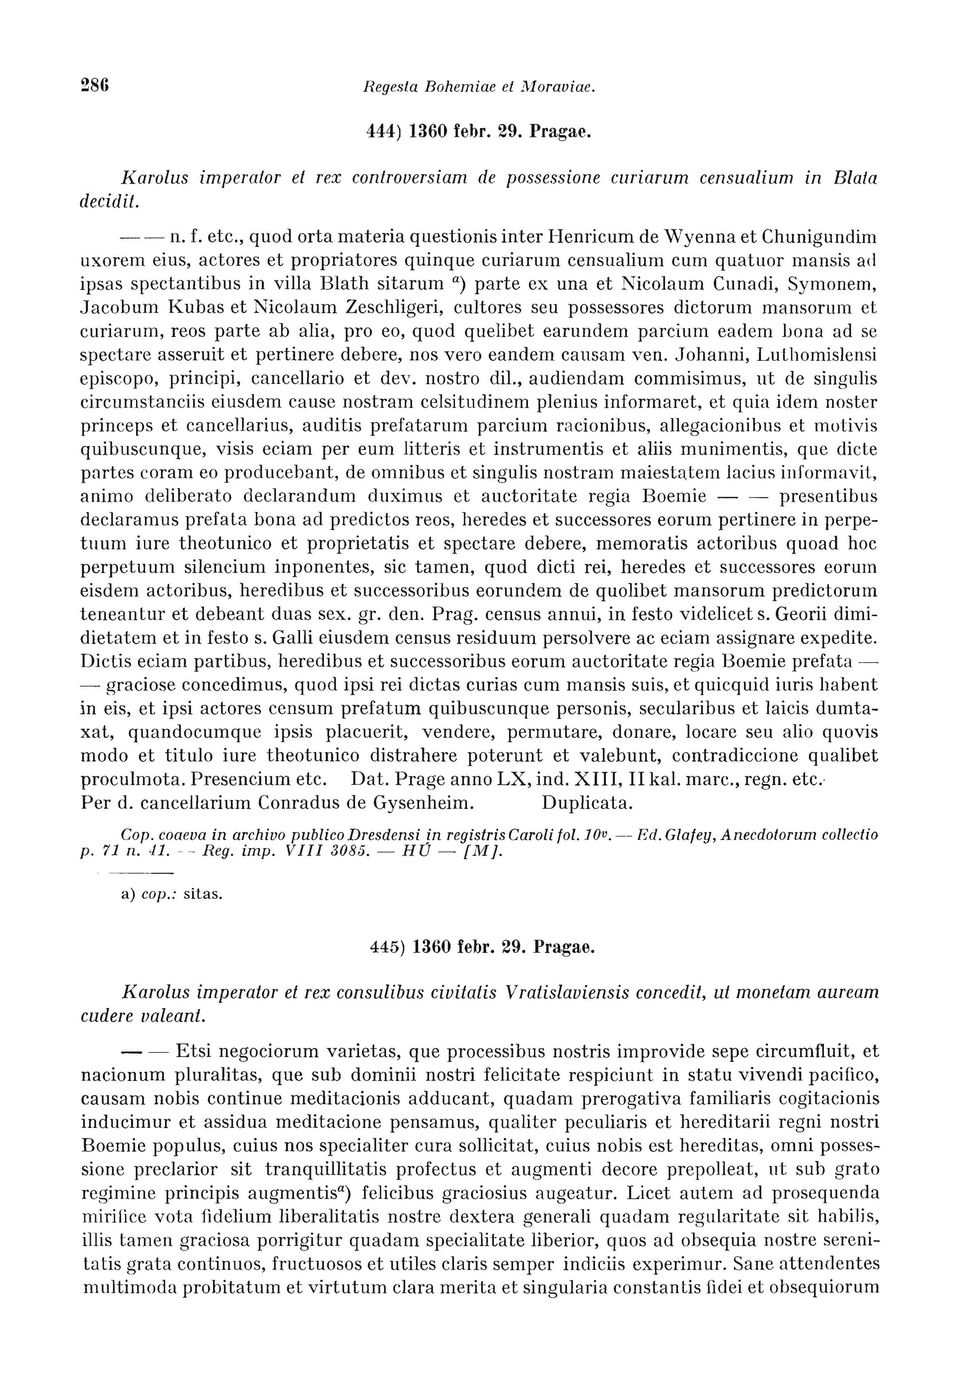 286 Regesta Bohemiae et Moraviae.
444) 1360 febr. 29. Pragae.
Karolus imperator et rex controversiam de possessione curiarum censualium in Blata
decidit.
— — n. f. etc., quod orta materia questionis inter Henricum de Wyenna et Chunigundim
uxorem eius, actores et propriatores quinque curiarum censualium cum quatuor mansis ad
ipsas spectantibus in villa Blath sitarum a) parte ex una et Nicolaum Cunadi, Symonem,
Jacobum Kubas et Nicolaum Zeschligeri, cultores seu possessores dictorum mansorum et
curiarum, reos parte ab alia, pro eo, quod quelibet earundem parcium eadem bona ad se
spectare asseruit et pertinere debere, nos vero eandem causam ven. Johanni, Luthomislensi
episcopo, principi, cancellario et dev. nostro dil., audiendam commisimus, ut de singulis
circumstanciis eiusdem cause nostram celsitudinem plenius informaret, et quia idem noster
princeps et cancellarius, auditis prefatarum parcium racionibus, allegacionibus et motivis
quibuscunque, visis eciam per eum litteris et instrumentis et aliis munimentis, que dicte
partes coram eo producebant, de omnibus et singulis nostram maiestatem lacius informavit,
animo deliberato declarandum duximus et auctoritate regia Boemie — — presentibus
declaramus prefata bona ad predictos reos, heredes et successores eorum pertinere in perpe-
tuum iure theotunico et proprietatis et spectare debere, memoratis actoribus quoad hoc
perpetuum silencium inponentes, sic tamen, quod dicti rei, heredes et successores eorum
eisdem actoribus, heredibus et successoribus eorundem de quolibet mansorum predictorum
teneantur et debeant duas sex. gr. den. Prag. census annui, in festo videlicet s. Georii dimi-
dietatem et in festo s. Galli eiusdem census residuum persolvere ac eciam assignare expedite.
Dictis eciam partibus, heredibus et successoribus eorum auctoritate regia Boemie prefata —
— graciose concedimus, quod ipsi rei dictas curias cum mansis suis, et quicquid iuris habent
in eis, et ipsi actores censum prefatum quibuscunque personis, secularibus et laicis dumta-
xat, quandocumque ipsis placuerit, vendere, permutare, donare, locare seu alio quovis
modo et titulo iure theotunico distrahere poterunt et valebunt, contradiccione qualibet
proculmota. Presencium etc. Dat. Prage anno LX, ind. XIII, II kal. marc., regn. etc.
Per d. cancellarium Conradus de Gysenheim. Duplicata.
Cop. coaeva in archivo publico Dresdensi in registris Caroli fol. 10v. — Ed. Glafey, Anecdotorum collectio
p. 71 n. 41. — Reg. imp. VIII 3085. — HÚ — [M].
a) cop.: sitas.
445) 1360 febr. 29. Pragae.
Karolus imperator et rex consulibus civitatis Vratislaviensis concedit, ut monetam auream
cudere valeant.
— — Etsi negociorum varietas, que processibus nostris improvide sepe circumfluit, et
nacionum pluralitas, que sub dominii nostri felicitate respiciunt in statu vivendi pacifico,
causam nobis continue meditacionis adducant, quadam prerogativa familiaris cogitacionis
inducimur et assidua meditacione pensamus, qualiter peculiaris et hereditarii regni nostri
Boemie populus, cuius nos specialiter cura sollicitat, cuius nobis est hereditas, omni posses-
sione preclarior sit tranquillitatis profectus et augmenti decore prepolleat, ut sub grato
regimine principis augmentis a) felicibus graciosius augeatur. Licet autem ad prosequenda
mirifice vota fidelium liberalitatis nostre dextera generali quadam regularitate sit habilis,
illis tamen graciosa porrigitur quadam specialitate liberior, quos ad obsequia nostre sereni-
tatis grata continuos, fructuosos et utiles claris semper indiciis experimur. Sane attendentes
multimoda probitatum et virtutum clara merita et singularia constantis fidei et obsequiorum